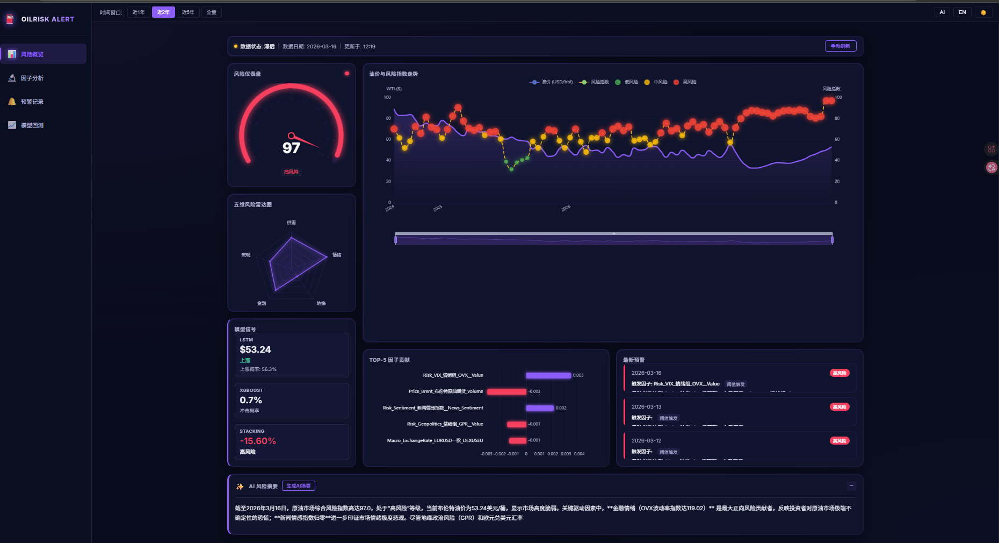 OILRISK ALERT
时间窗口:
近1年
近2年
近5年
全量
AI
EN
风险概览
因子分析
预警记录
模型回测
数据状态: 滞后 | 数据日期: 2026-03-16 | 更新于: 12:19
手动刷新
风险仪表盘
97
高风险
油价与风险指数走势
油价 (USD/bbl)
风险指数
低风险
中风险
高风险
WTI ($)
风险指数
100
80
60
40
20
0
100
80
60
40
20
0
2024
2025
2026
五维风险雷达图
供需
宏观
情绪
金融
地缘
模型信号
LSTM
$53.24
上涨
上涨概率: 56.3%
XGBOOST
0.7%
冲击概率
STACKING
-15.60%
高风险
TOP-5 因子贡献
Risk_VIX_情绪组_OVX__Value
0.003
Price_Brent_布伦特原油期货_volume
-0.003
Risk_Sentiment_新闻情感指数__News_Sentiment
0.002
Risk_Geopolitics_情绪组_GPR__Value
-0.001
Macro_ExchangeRate_EURUSD一欧_DEXUSEU
-0.001
-0.003 -0.002 -0.001 0 0.001 0.002 0.003 0.004
最新预警
2026-03-16
高风险
触发因子: Risk_VIX_情绪组_OVX__Value 阈值触发
2026-03-13
高风险
触发因子: 阈值触发
2026-03-12
高风险
触发因子: 阈值触发
AI 风险摘要
生成AI摘要
截至2026年3月16日，原油市场综合风险指数高达97.0，处于“高风险”等级，当前布伦特油价为53.24美元/桶，显示市场高度脆弱。关键驱动因素中，**金融情绪（OVX波动率指数达119.02）** 是最大正向风险贡献者，反映投资者对原油市场极端不
确定性的恐慌；**新闻情感指数归零**进一步印证市场情绪极度悲观。尽管地缘政治风险（GPR）和欧元兑美元汇率